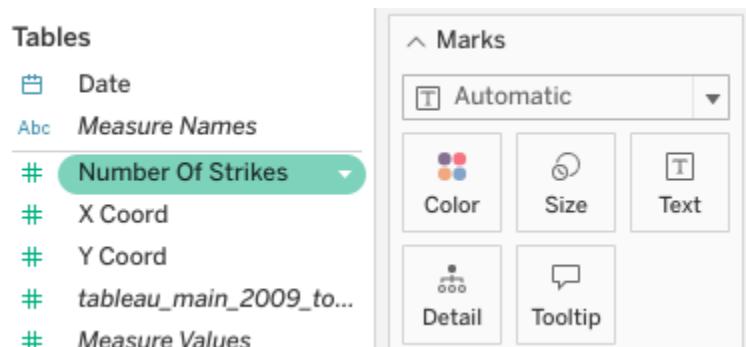 Tables
Date
Abc Measure Names
Number Of Strikes
X Coord
Y Coord
tableau_main_2009_to...
Measure Values
Marks
T Automatic
Color
Size
T Text
Detail
Tooltip